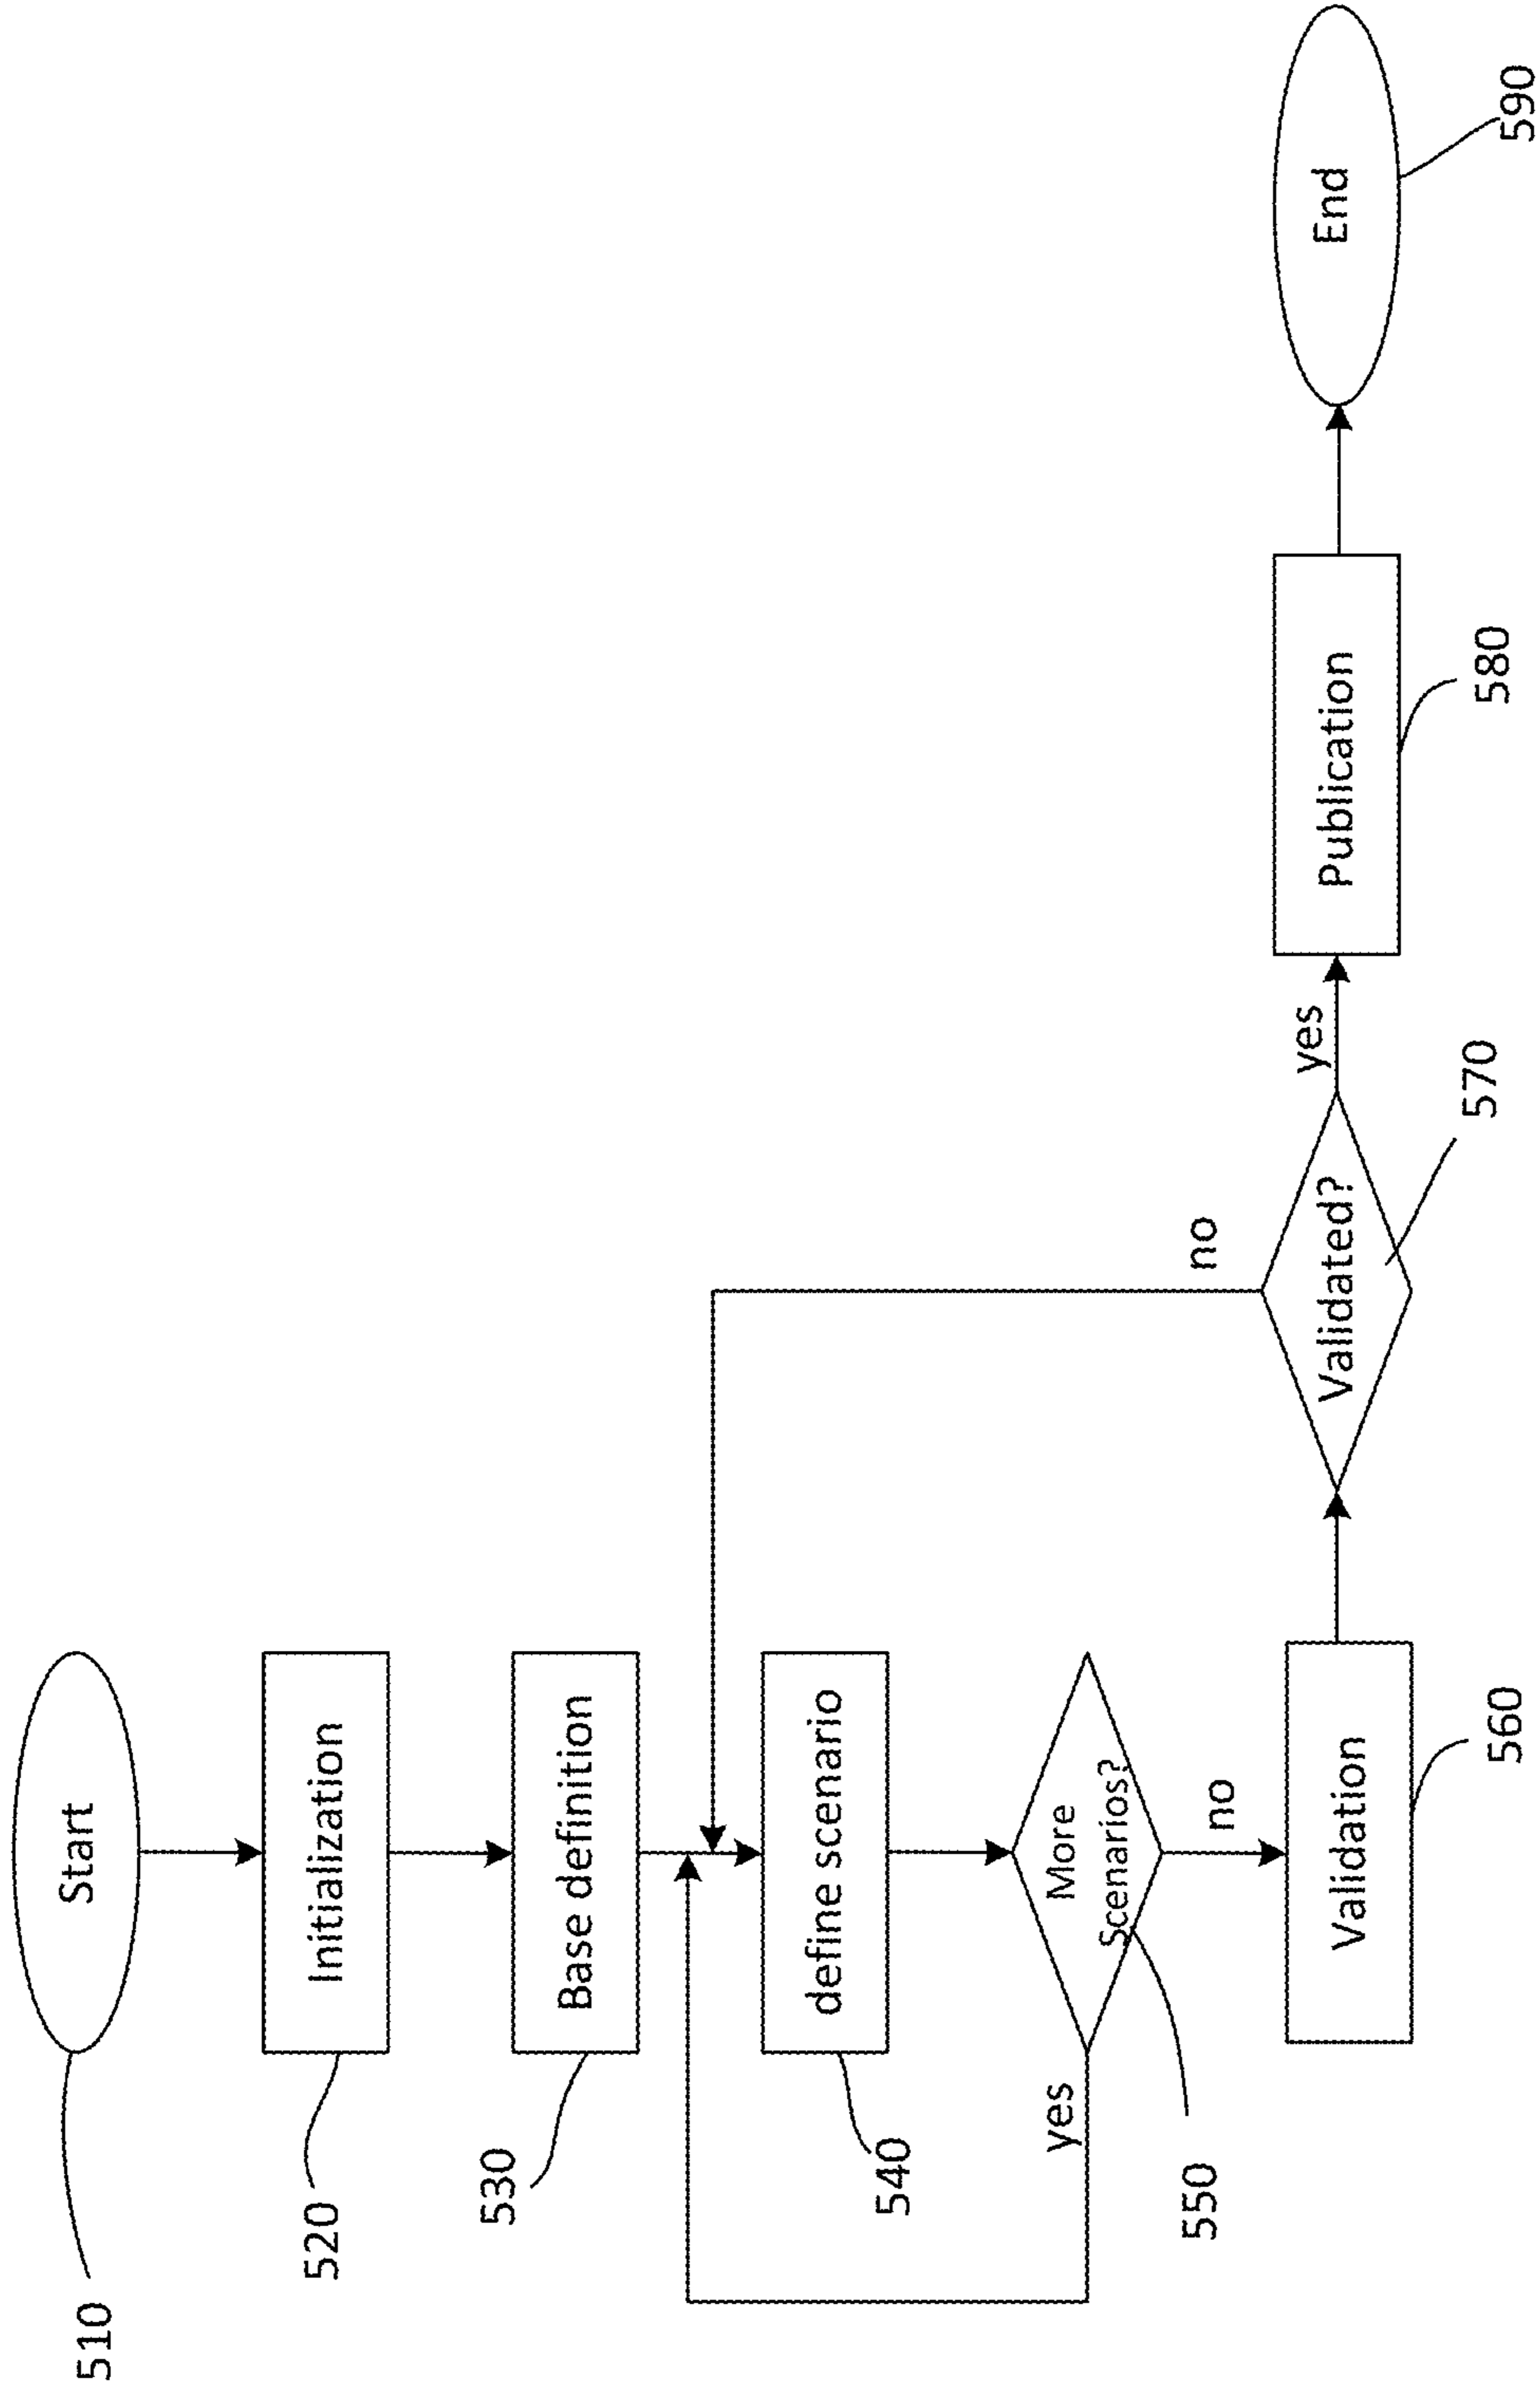 510
Start
520
Initialization
530
Base definition
540
define scenario
550
More
Scenarios?
yes
no
560
Validation
570
Validated?
no
yes
580
Publication
590
End